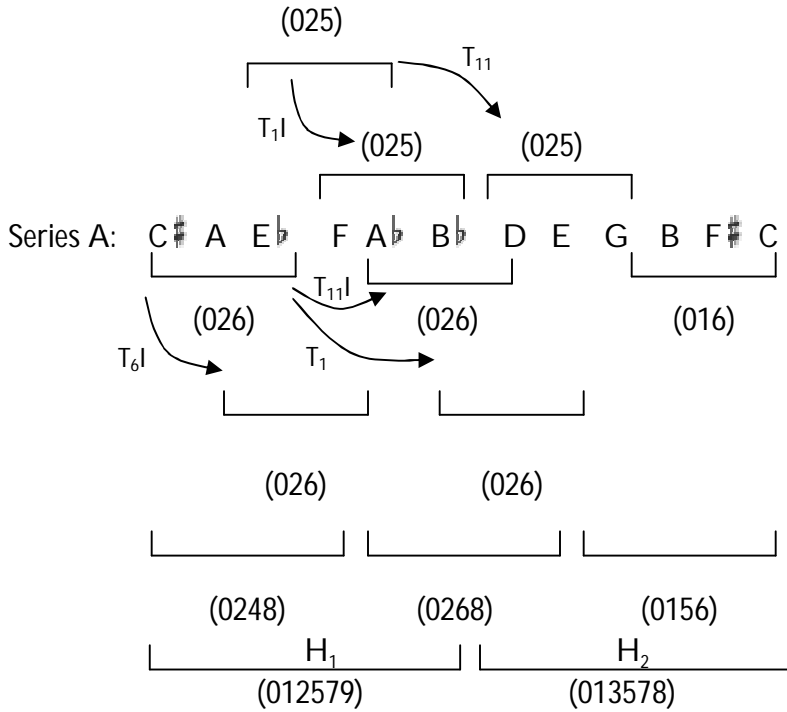 (025)
T₁₁
T₁I
(025) (025)
Series A: C♯ A E♭ F A♭ B♭ D E G B F♯ C
T₁₁I
(026) (026) (016)
T₆I T₁
(026) (026)
(0248) (0268) (0156)
H₁ H₂
(012579) (013578)